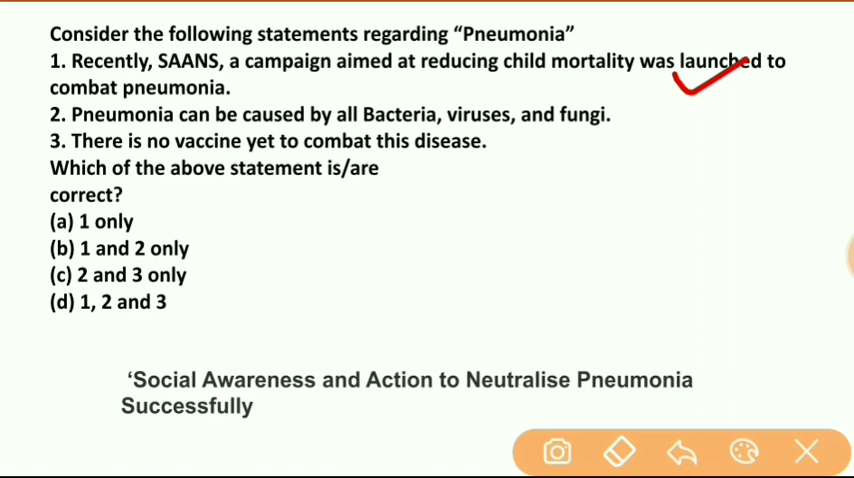 Consider the following statements regarding “Pneumonia”
1. Recently, SAANS, a campaign aimed at reducing child mortality was launched to
combat pneumonia.
2. Pneumonia can be caused by all Bacteria, viruses, and fungi.
3. There is no vaccine yet to combat this disease.
Which of the above statement is/are
correct?
(a) 1 only
(b) 1 and 2 only
(c) 2 and 3 only
(d) 1, 2 and 3
‘Social Awareness and Action to Neutralise Pneumonia
Successfully